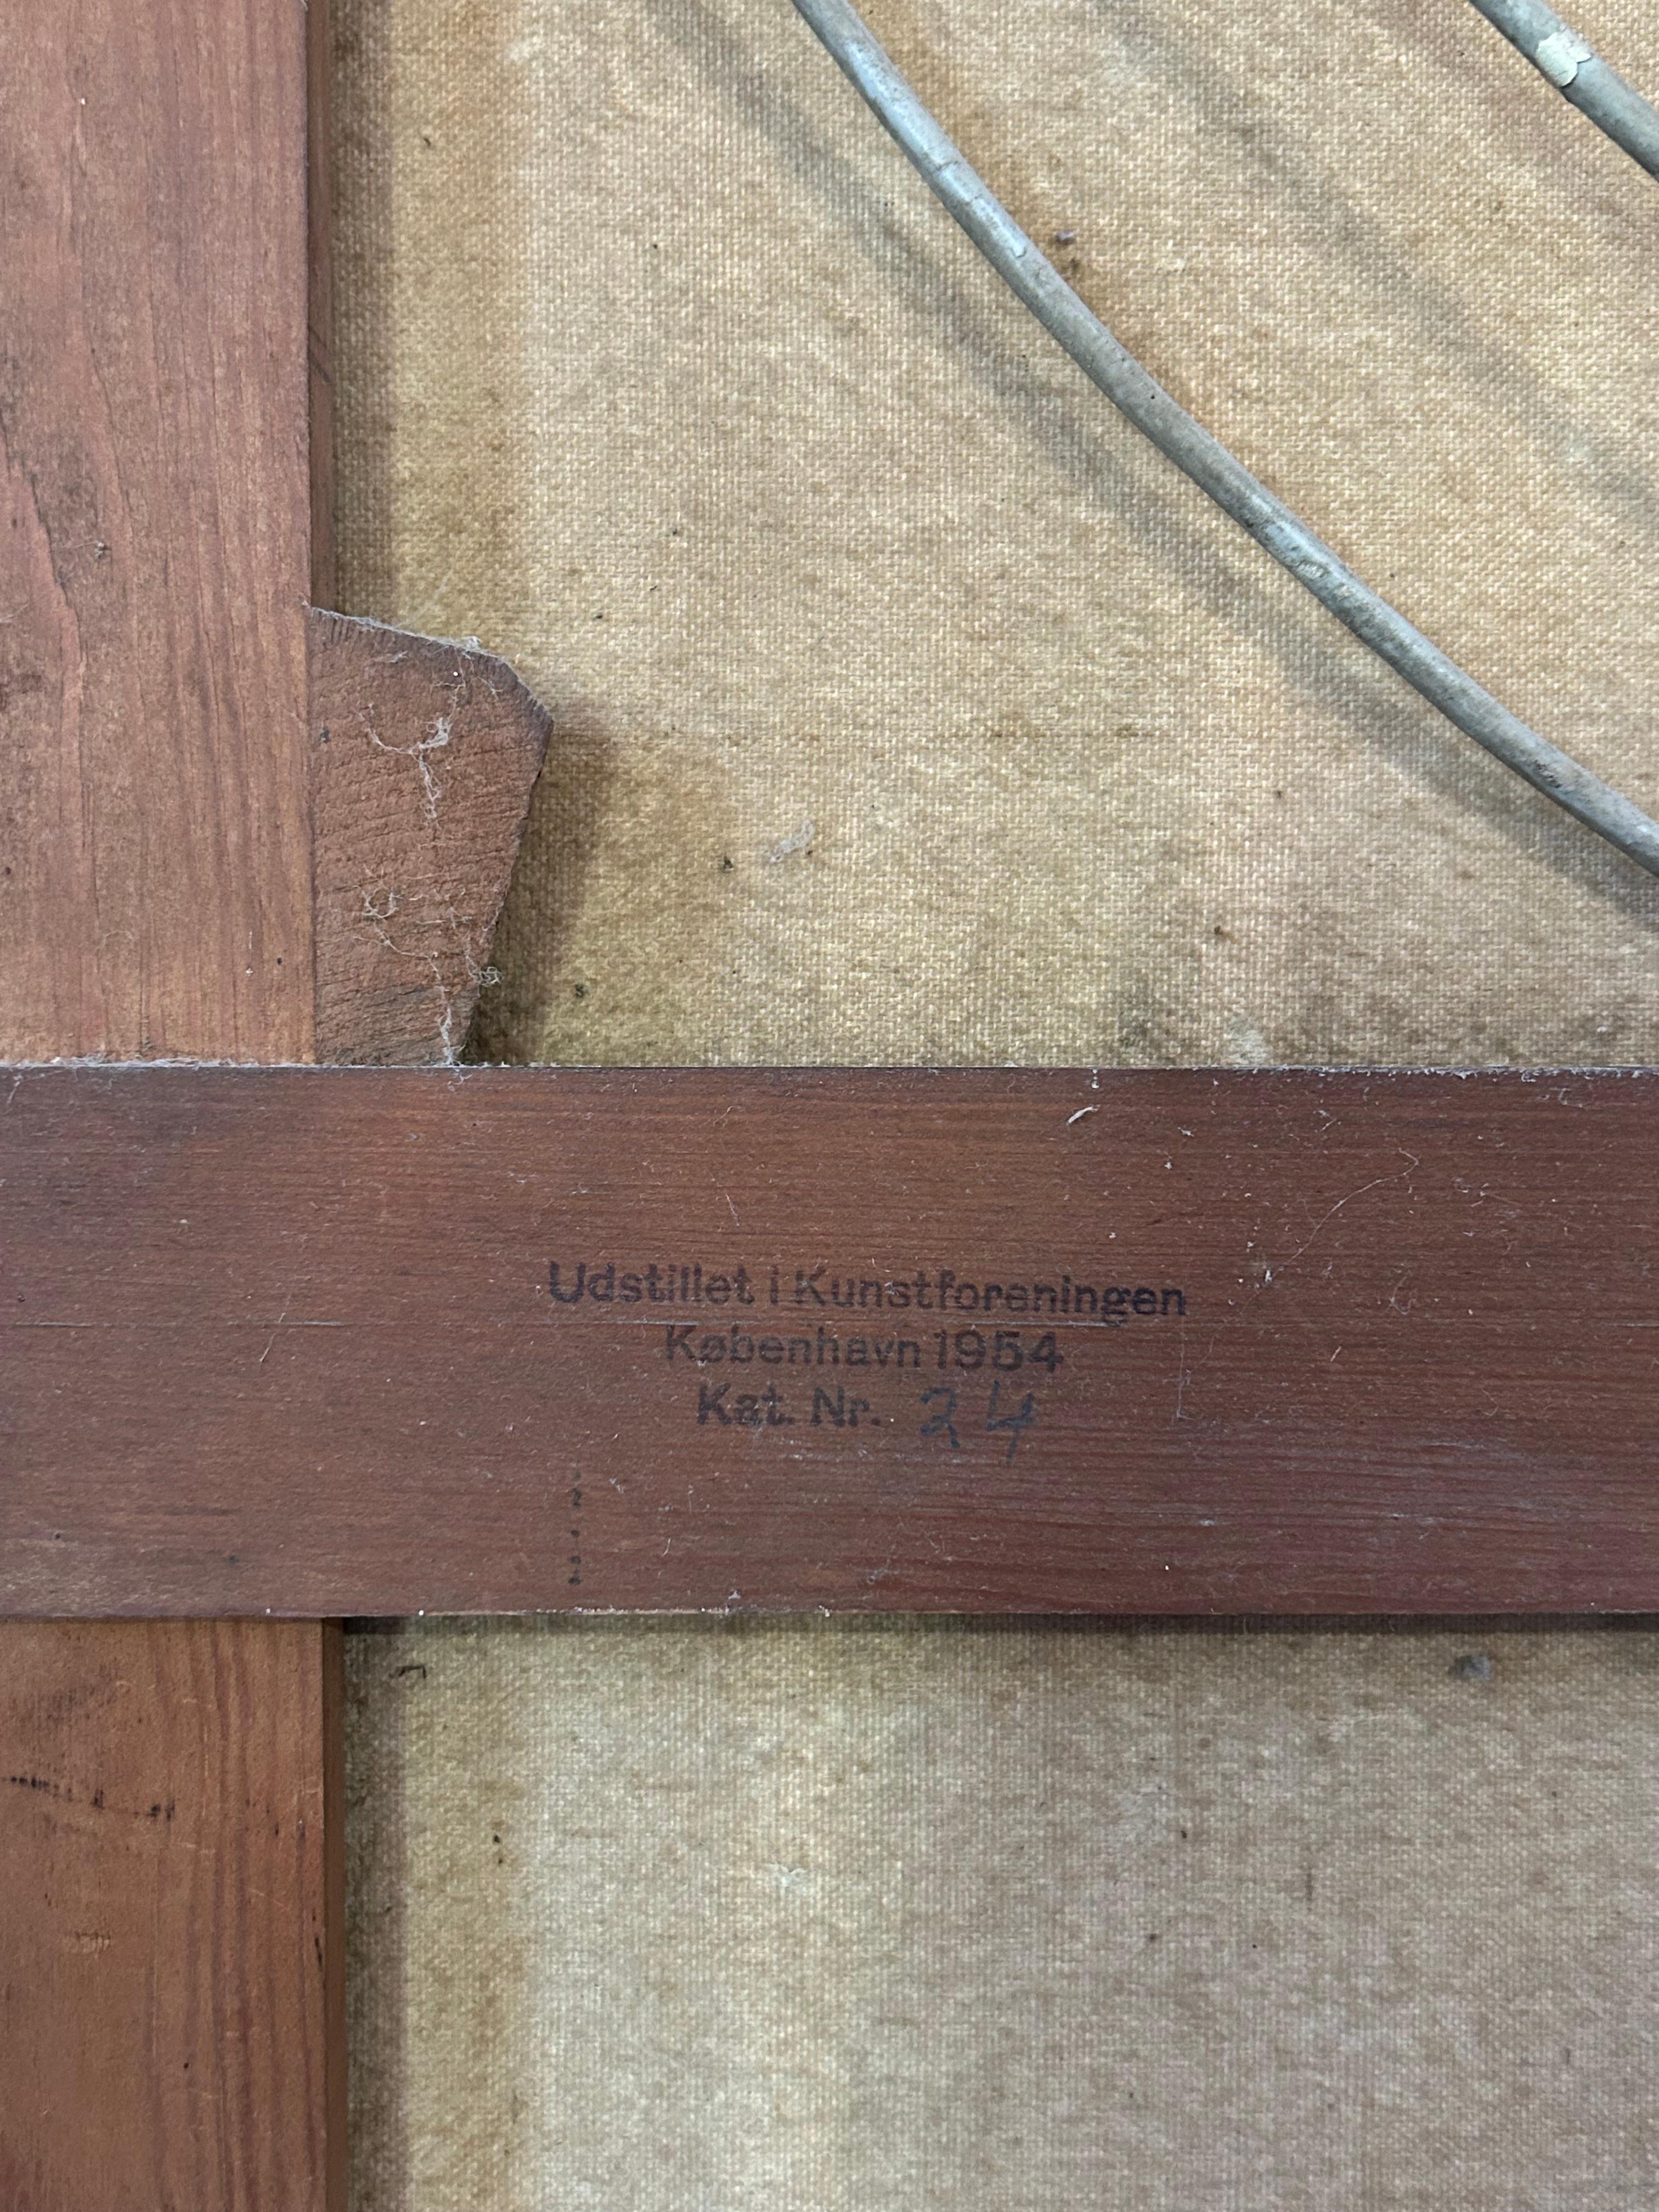 Udstillet i Kunstforeningen
København 1954
Kat. Nr. 24